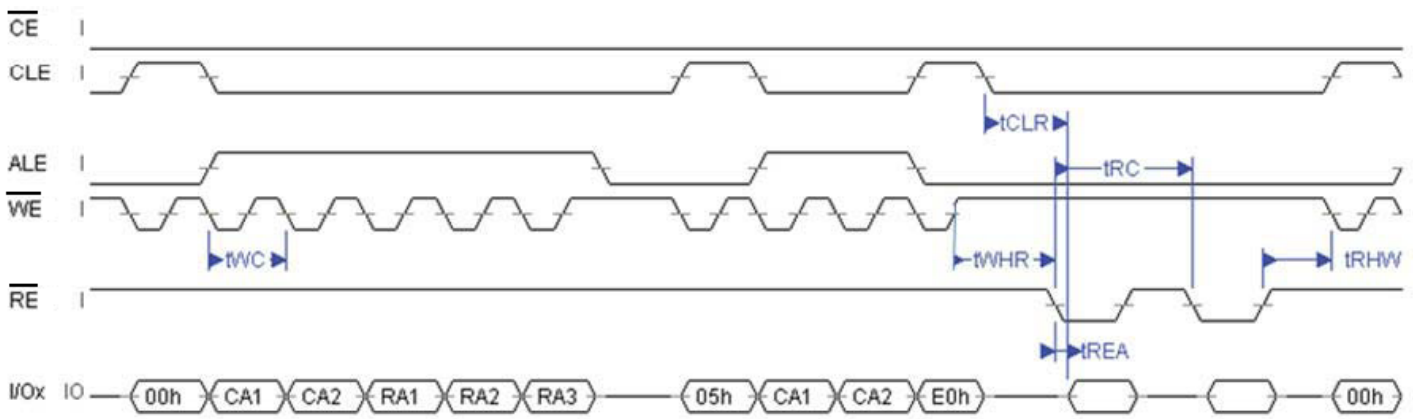 CE I
CLE I
tCLR
ALE I
tRC
WE I
tWC
tWHR
tRHW
RE I
tREA
I/Ox IO 00h CA1 CA2 RA1 RA2 RA3 05h CA1 CA2 E0h 00h